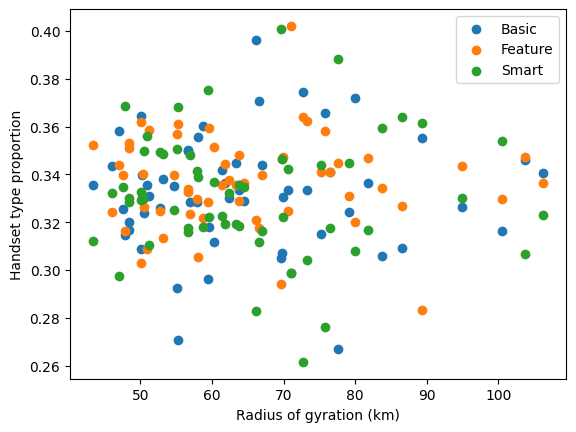 Basic
Feature
Smart
0.40
0.38
0.36
0.34
0.32
0.30
0.28
0.26
Handset type proportion
50 60 70 80 90 100
Radius of gyration (km)